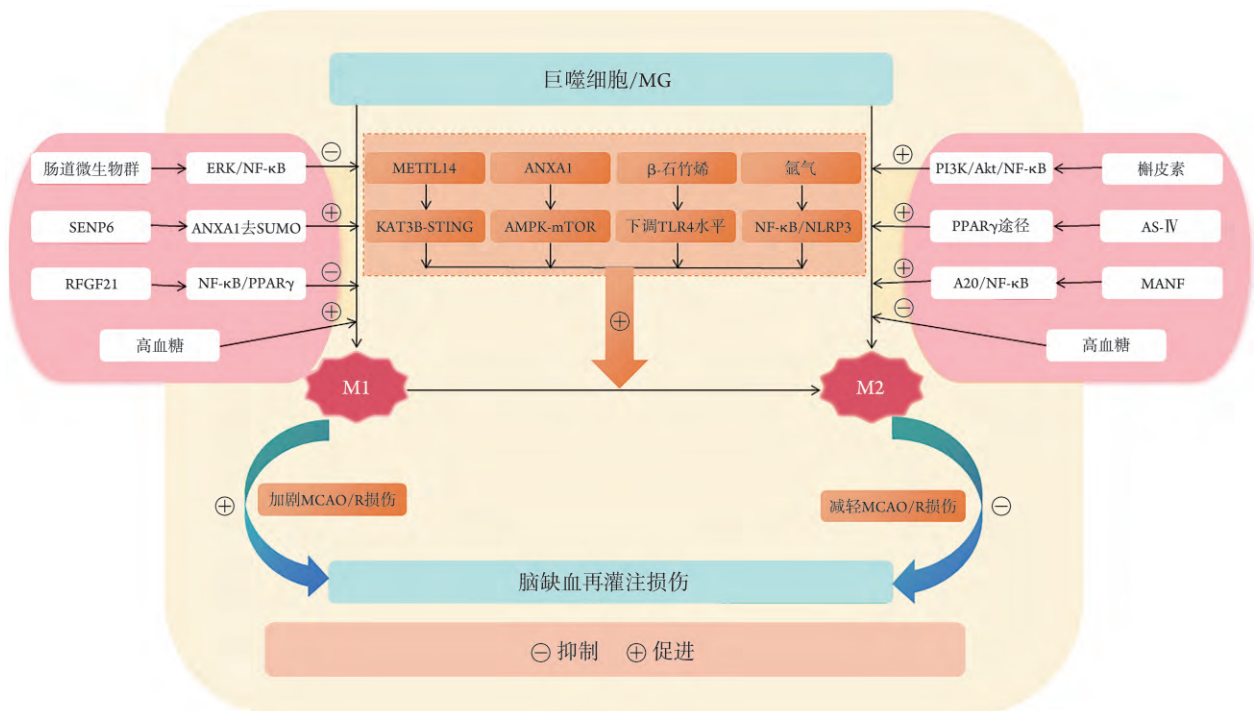 巨噬细胞/MG
肠道微生物群
ERK/NF-κB
⊖
SENP6
ANXA1去SUMO
⊕
RFGF21
NF-κB/PPARγ
⊖
高血糖
⊕
METTL14
ANXA1
β-石竹烯
氩气
KAT3B-STING
AMPK-mTOR
下调TLR4水平
NF-κB/NLRP3
⊕
⊕
PI3K/Akt/NF-κB
槲皮素
⊕
PPARγ途径
AS-Ⅳ
⊕
A20/NF-κB
MANF
⊖
高血糖
M1
M2
⊕
加剧MCAO/R损伤
减轻MCAO/R损伤
⊖
脑缺血再灌注损伤
⊖ 抑制 ⊕ 促进